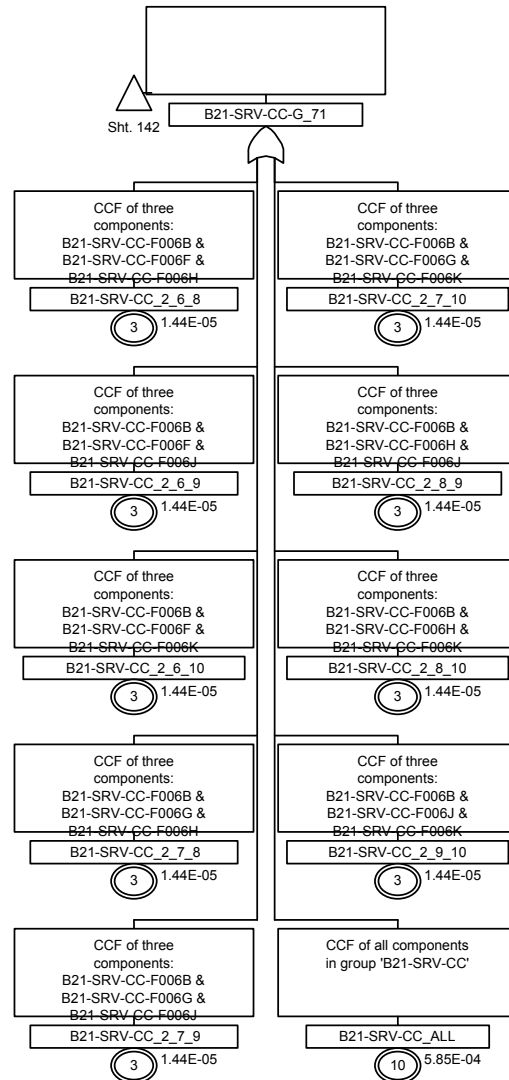 Sht. 142
B21-SRV-CC-G_71
CCF of three
components:
B21-SRV-CC-F006B &
B21-SRV-CC-F006F &
B21-SRV-CC-F006H
B21-SRV-CC_2_6_8
3
1.44E-05
CCF of three
components:
B21-SRV-CC-F006B &
B21-SRV-CC-F006G &
B21-SRV-CC-F006K
B21-SRV-CC_2_7_10
3
1.44E-05
CCF of three
components:
B21-SRV-CC-F006B &
B21-SRV-CC-F006F &
B21-SRV-CC-F006J
B21-SRV-CC_2_6_9
3
1.44E-05
CCF of three
components:
B21-SRV-CC-F006B &
B21-SRV-CC-F006H &
B21-SRV-CC-F006J
B21-SRV-CC_2_8_9
3
1.44E-05
CCF of three
components:
B21-SRV-CC-F006B &
B21-SRV-CC-F006F &
B21-SRV-CC-F006K
B21-SRV-CC_2_6_10
3
1.44E-05
CCF of three
components:
B21-SRV-CC-F006B &
B21-SRV-CC-F006H &
B21-SRV-CC-F006K
B21-SRV-CC_2_8_10
3
1.44E-05
CCF of three
components:
B21-SRV-CC-F006B &
B21-SRV-CC-F006G &
B21-SRV-CC-F006H
B21-SRV-CC_2_7_8
3
1.44E-05
CCF of three
components:
B21-SRV-CC-F006B &
B21-SRV-CC-F006J &
B21-SRV-CC-F006K
B21-SRV-CC_2_9_10
3
1.44E-05
CCF of three
components:
B21-SRV-CC-F006B &
B21-SRV-CC-F006G &
B21-SRV-CC-F006J
B21-SRV-CC_2_7_9
3
1.44E-05
CCF of all components
in group 'B21-SRV-CC'
B21-SRV-CC_ALL
10
5.85E-04